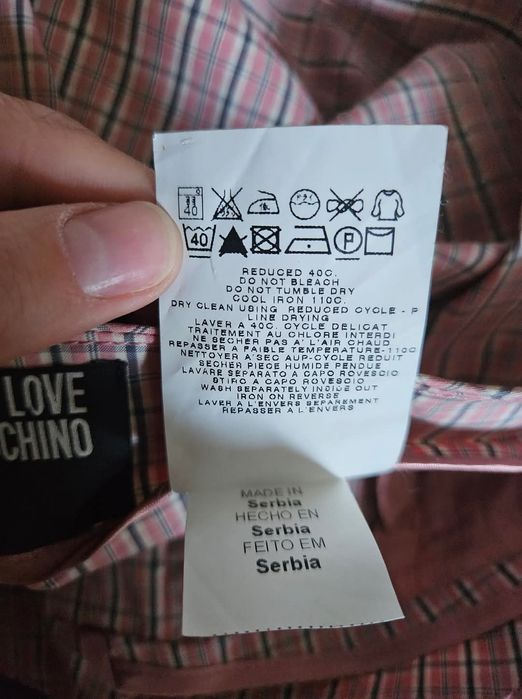 40
40
P
REDUCED 40C.
DO NOT BLEACH
DO NOT TUMBLE DRY
COOL IRON 110C.
DRY CLEAN USING REDUCED CYCLE - P
LINE DRYING
LAVER A 40C. CYCLE DELICAT
TRAITEMENT AU CHLORE INTERDI
NE SECHER PAS A' L'AIR CHAUD
REPASSER A FAIBLE TEMPERATURE-110C
NETTOYER A'SEC AUP-CYCLE REDUIT
SECHER PIECE HUMIDE PENDUE
LAVARE SEPARATO A CAPO ROVESCIO
STIRO A CAPO ROVESCIO
WASH SEPARATELY INSIDE OUT
IRON ON REVERSE
LAVER A L'ENVERS SEPAREMENT
REPASSER A L'ENVERS
LOVE
CHINO
MADE IN
Serbia
HECHO EN
Serbia
FEITO EM
Serbia